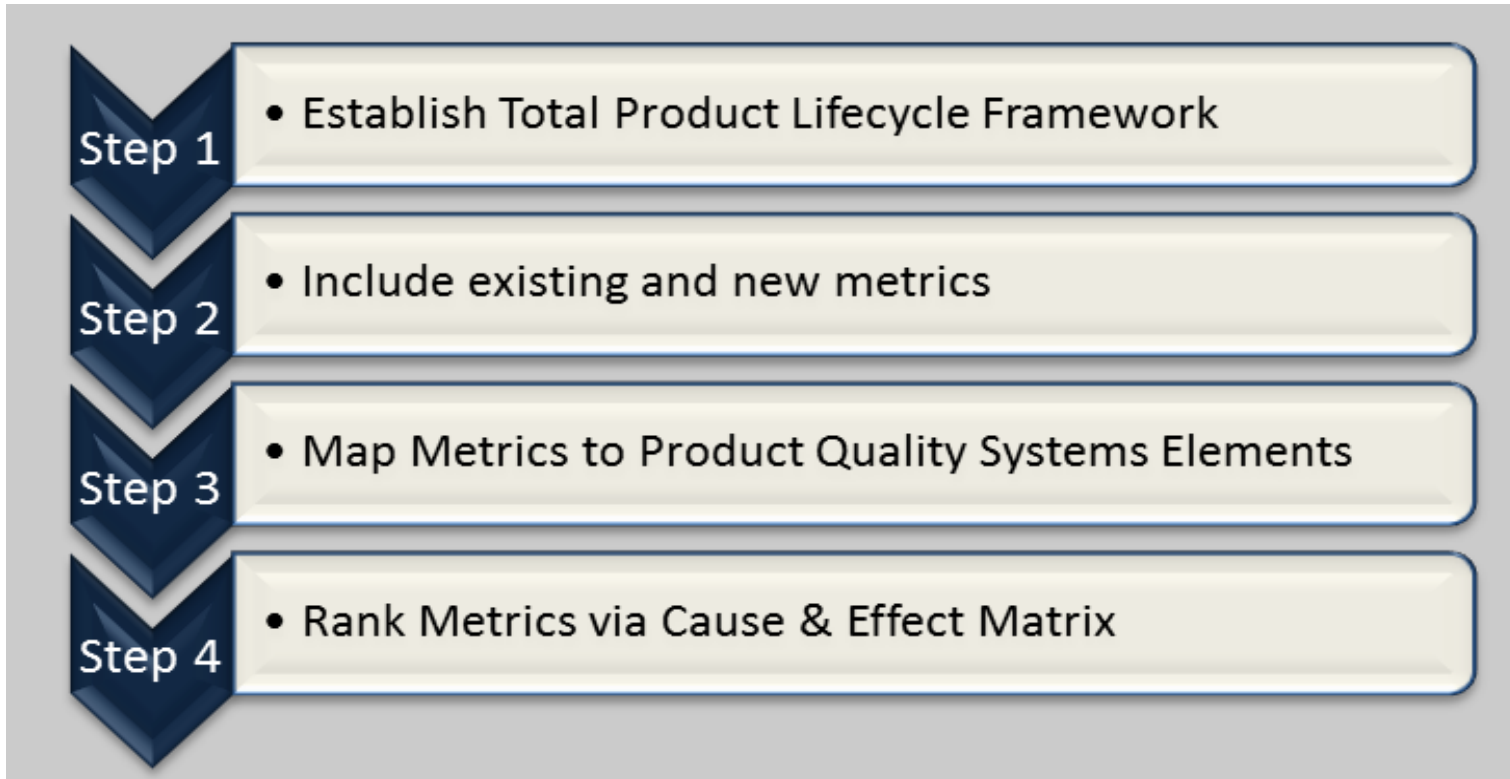 Step 1
• Establish Total Product Lifecycle Framework
Step 2
• Include existing and new metrics
Step 3
• Map Metrics to Product Quality Systems Elements
Step 4
• Rank Metrics via Cause & Effect Matrix